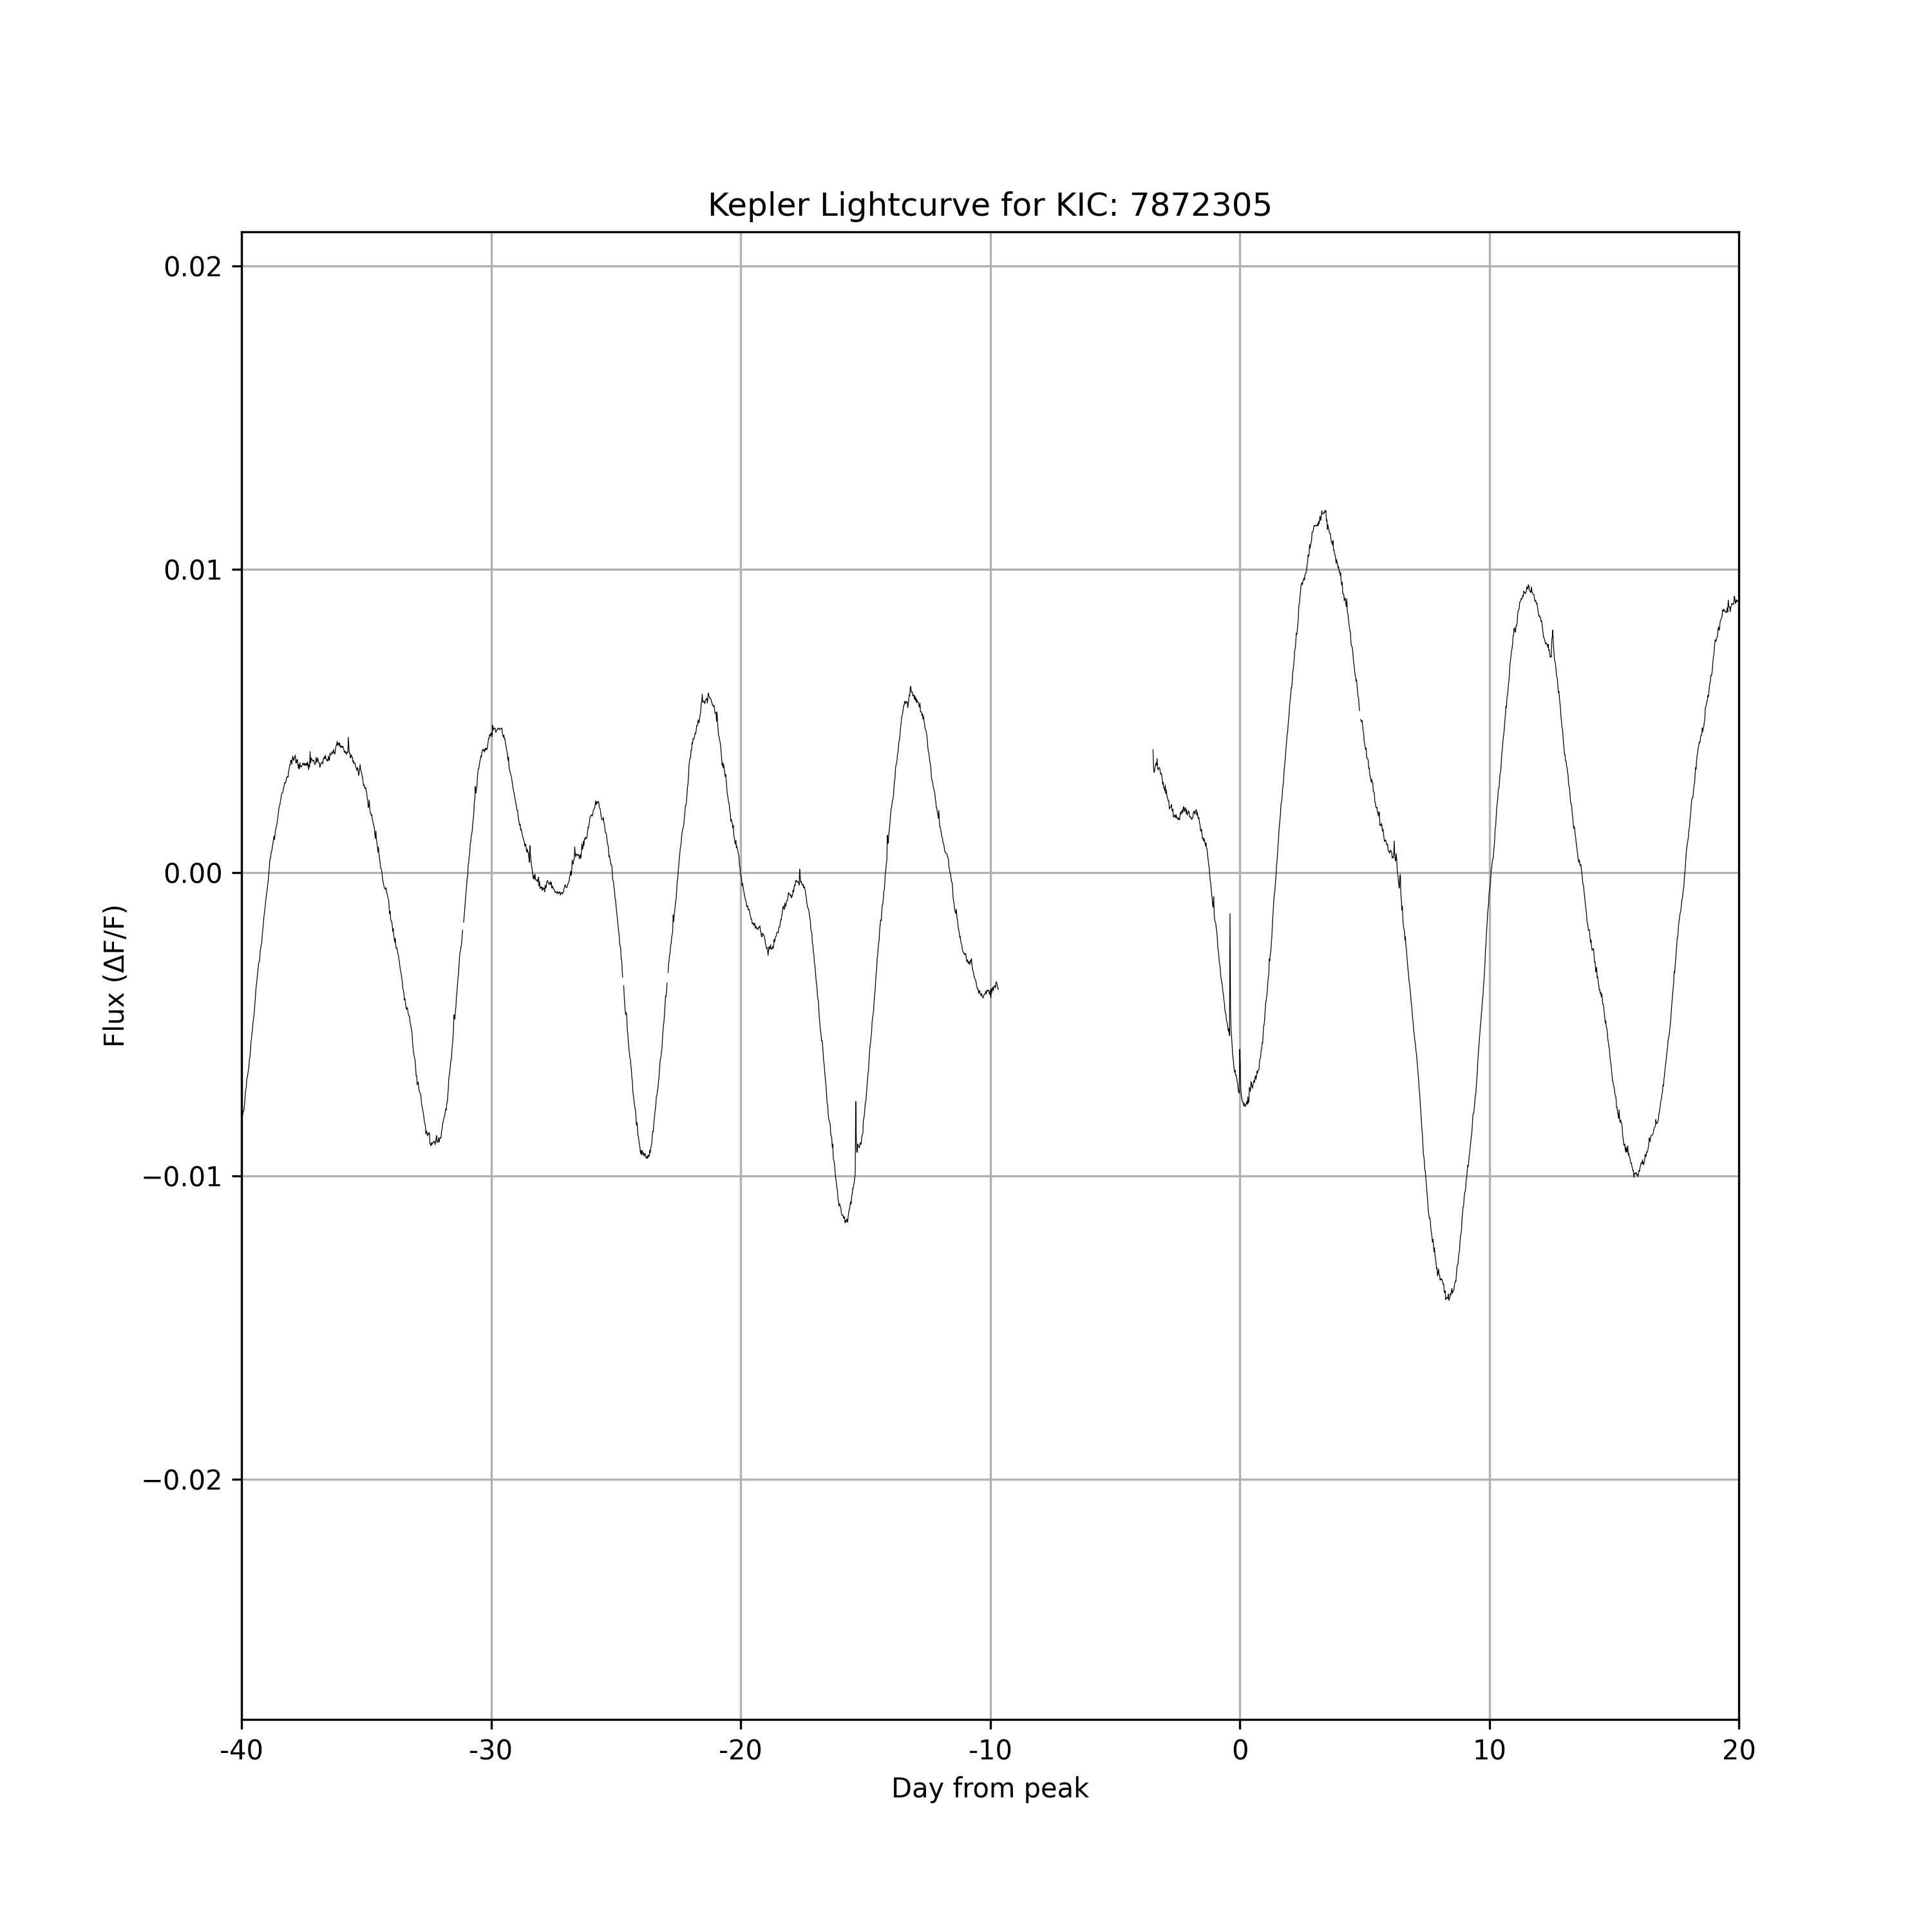 Kepler Lightcurve for KIC: 7872305
0.02
0.01
0.00
−0.01
−0.02
Flux (ΔF/F)
-40 -30 -20 -10 0 10 20
Day from peak